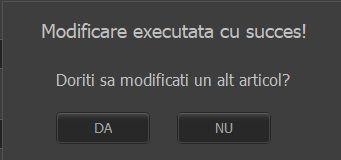 Modificare executata cu succes!
Doriti sa modificati un alt articol?
DA NU